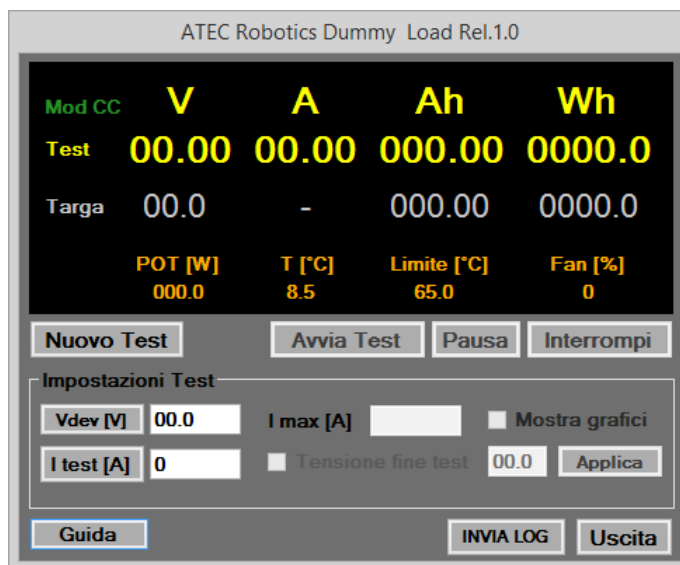 ATEC Robotics Dummy Load Rel.1.0
Mod CC V A Ah Wh
Test 00.00 00.00 000.00 0000.0
Targa 00.0 - 000.00 0000.0
POT [W] T [°C] Limite [°C] Fan [%]
000.0 8.5 65.0 0
Nuovo Test Avvia Test Pausa Interrompi
Impostazioni Test
Vdev [V] 00.0 I max [A] Mostra grafici
I test [A] 0 Tensione fine test 00.0 Applica
Guida INVIA LOG Uscita